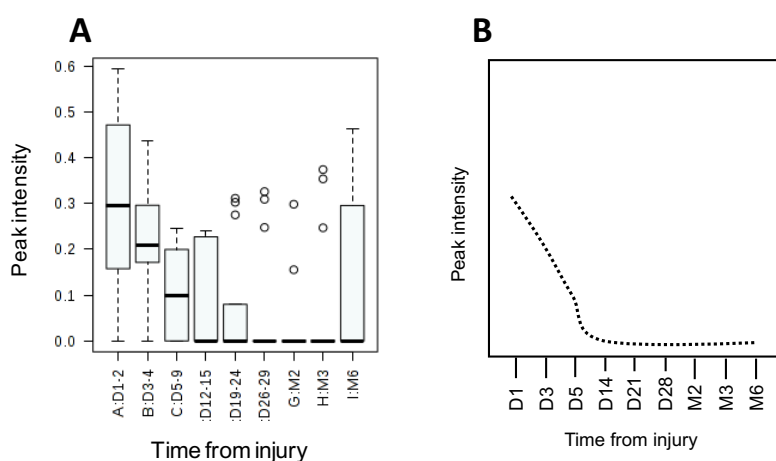 A
Peak intensity
0.6
0.5
0.4
0.3
0.2
0.1
0.0
A:D1-2
B:D3-4
C:D5-9
:D12-15
:D19-24
:D26-29
G:M2
H:M3
I:M6
Time from injury
B
Peak intensity
D1
D3
D5
D14
D21
D28
M2
M3
M6
Time from injury